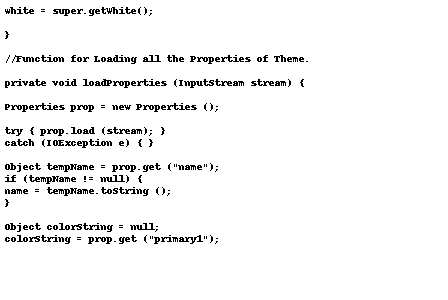 white = super.getWhite();
}
//Function for Loading all the Properties of Theme.
private void loadProperties (InputStream stream) {
Properties prop = new Properties ();
try { prop.load (stream); }
catch (IOException e) { }
Object tempName = prop.get ("name");
if (tempName != null) {
name = tempName.toString ();
}
Object colorString = null;
colorString = prop.get ("primary1");